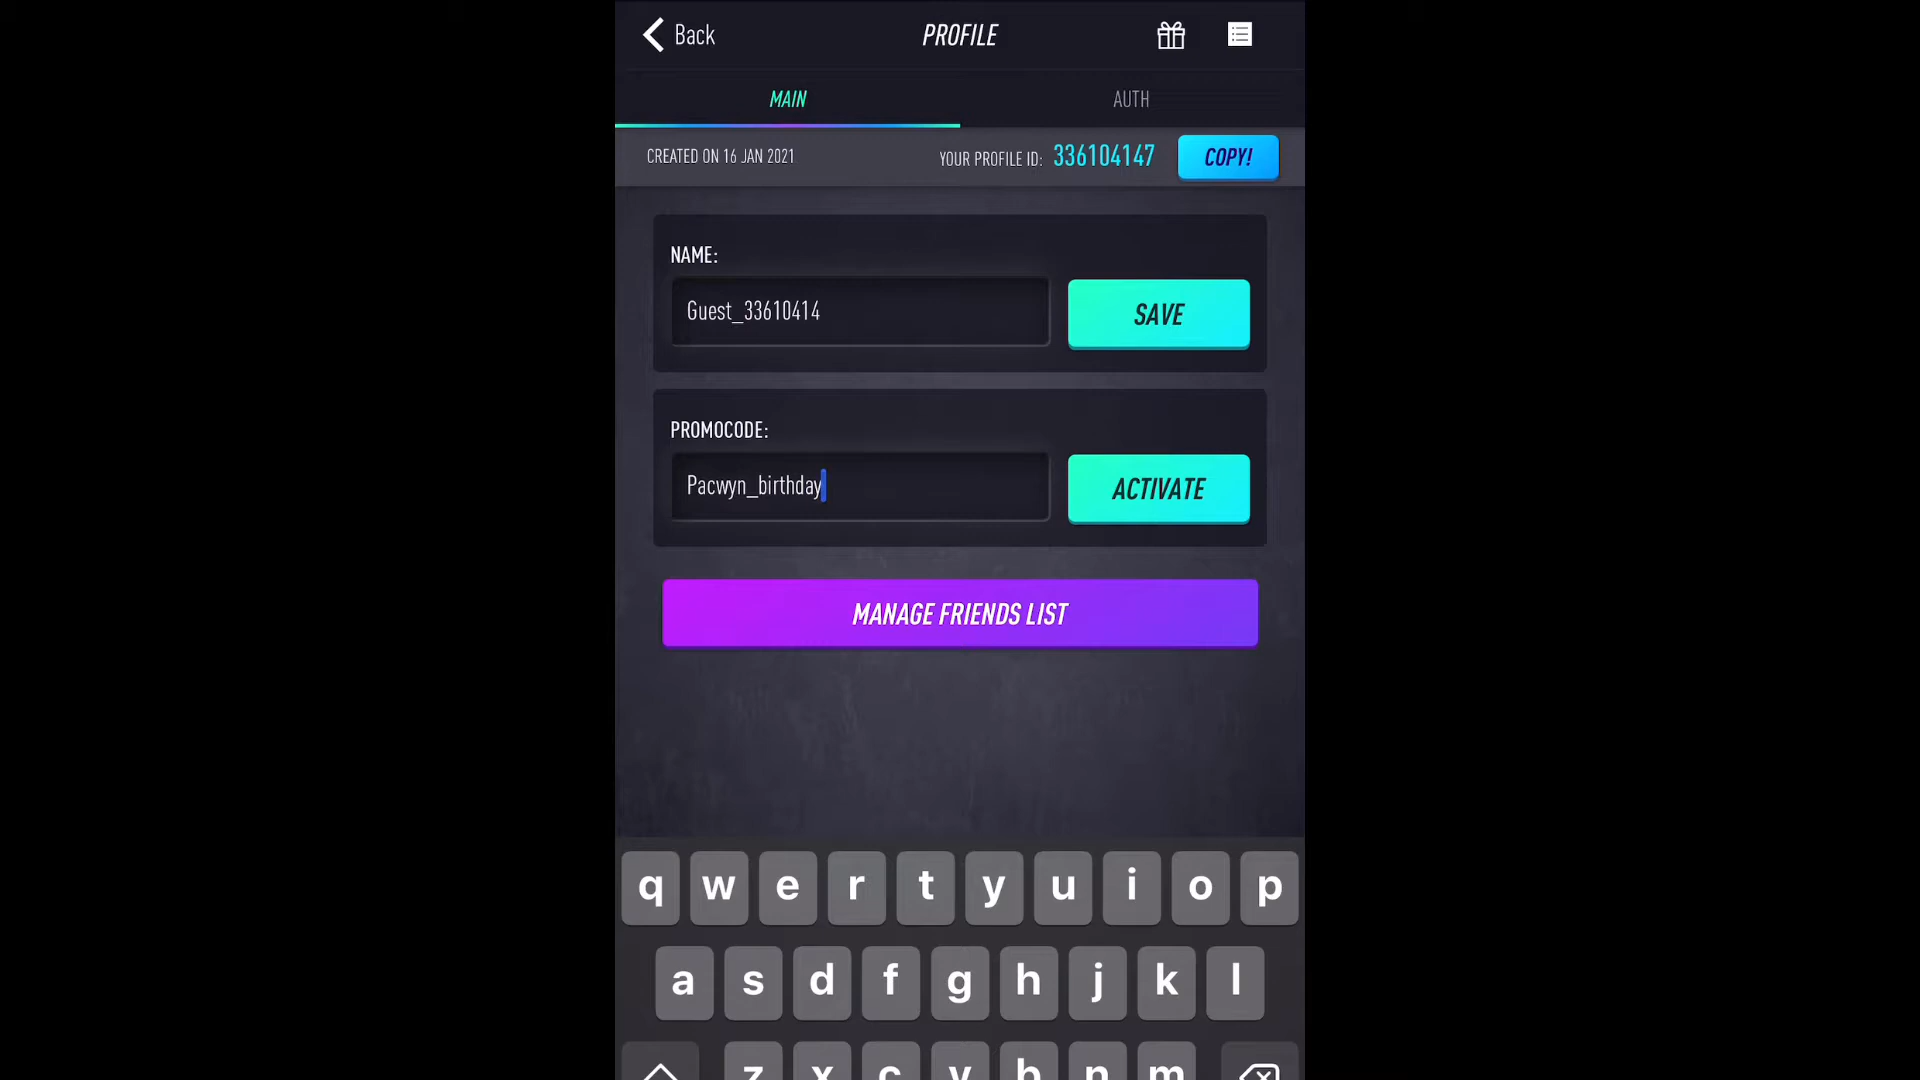 Back
PROFILE
MAIN
AUTH
CREATED ON 16 JAN 2021
YOUR PROFILE ID: 336104147
COPY!
NAME:
Guest_33610414
SAVE
PROMOCODE:
Pacwyn_birthday
ACTIVATE
MANAGE FRIENDS LIST
q w e r t y u i o p
a s d f g h j k l
z x c v b n m